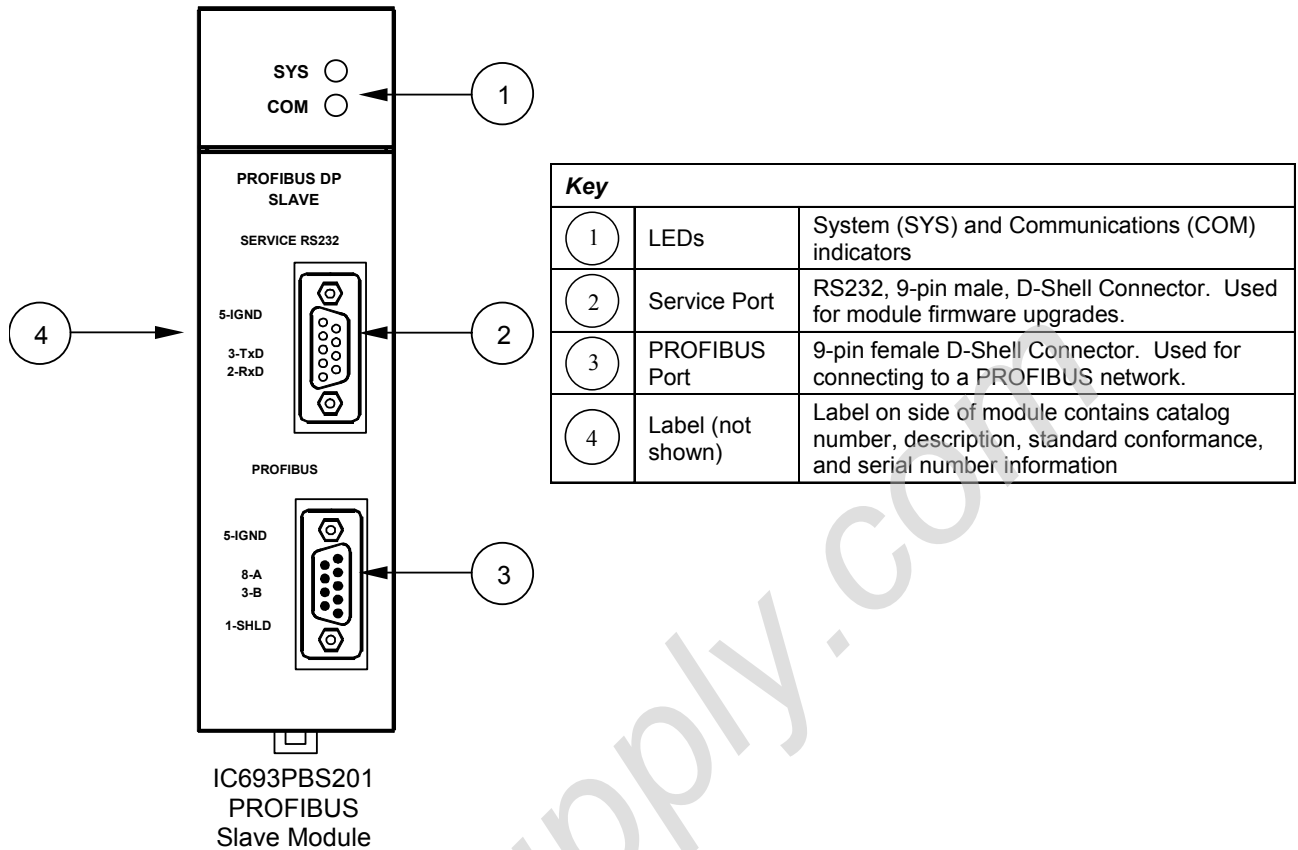 SYS
COM
1
PROFIBUS DP
SLAVE
SERVICE RS232
5-IGND
3-TxD
2-RxD
2
4
PROFIBUS
5-IGND
8-A
3-B
1-SHLD
3
IC693PBS201
PROFIBUS
Slave Module
Key
1 LEDs System (SYS) and Communications (COM)
indicators
2 Service Port RS232, 9-pin male, D-Shell Connector. Used
for module firmware upgrades.
3 PROFIBUS Port 9-pin female D-Shell Connector. Used for
connecting to a PROFIBUS network.
4 Label (not shown) Label on side of module contains catalog
number, description, standard conformance,
and serial number information
pply.com